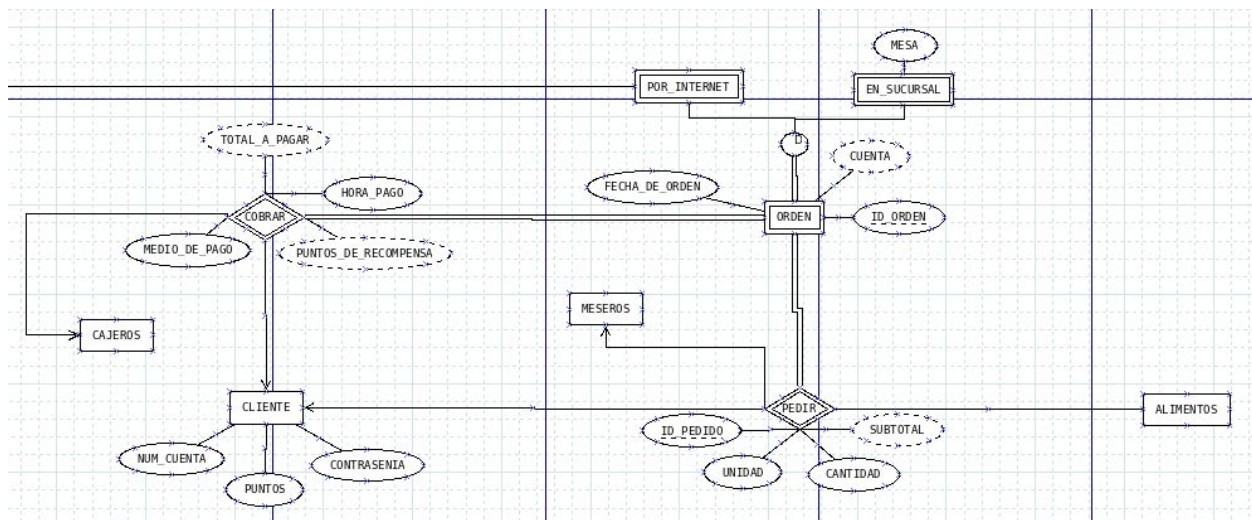 MESA
POR_INTERNET
EN_SUCURSAL
TOTAL_A_PAGAR
D
CUENTA
HORA_PAGO
FECHA_DE_ORDEN
COBRAR
ORDEN
ID_ORDEN
MEDIO_DE_PAGO
PUNTOS_DE_RECOMPENSA
MESEROS
CAJEROS
CLIENTE
PEDIR
ALIMENTOS
ID_PEDIDO
SUBTOTAL
NUM_CUENTA
CONTRASENIA
UNIDAD
CANTIDAD
PUNTOS